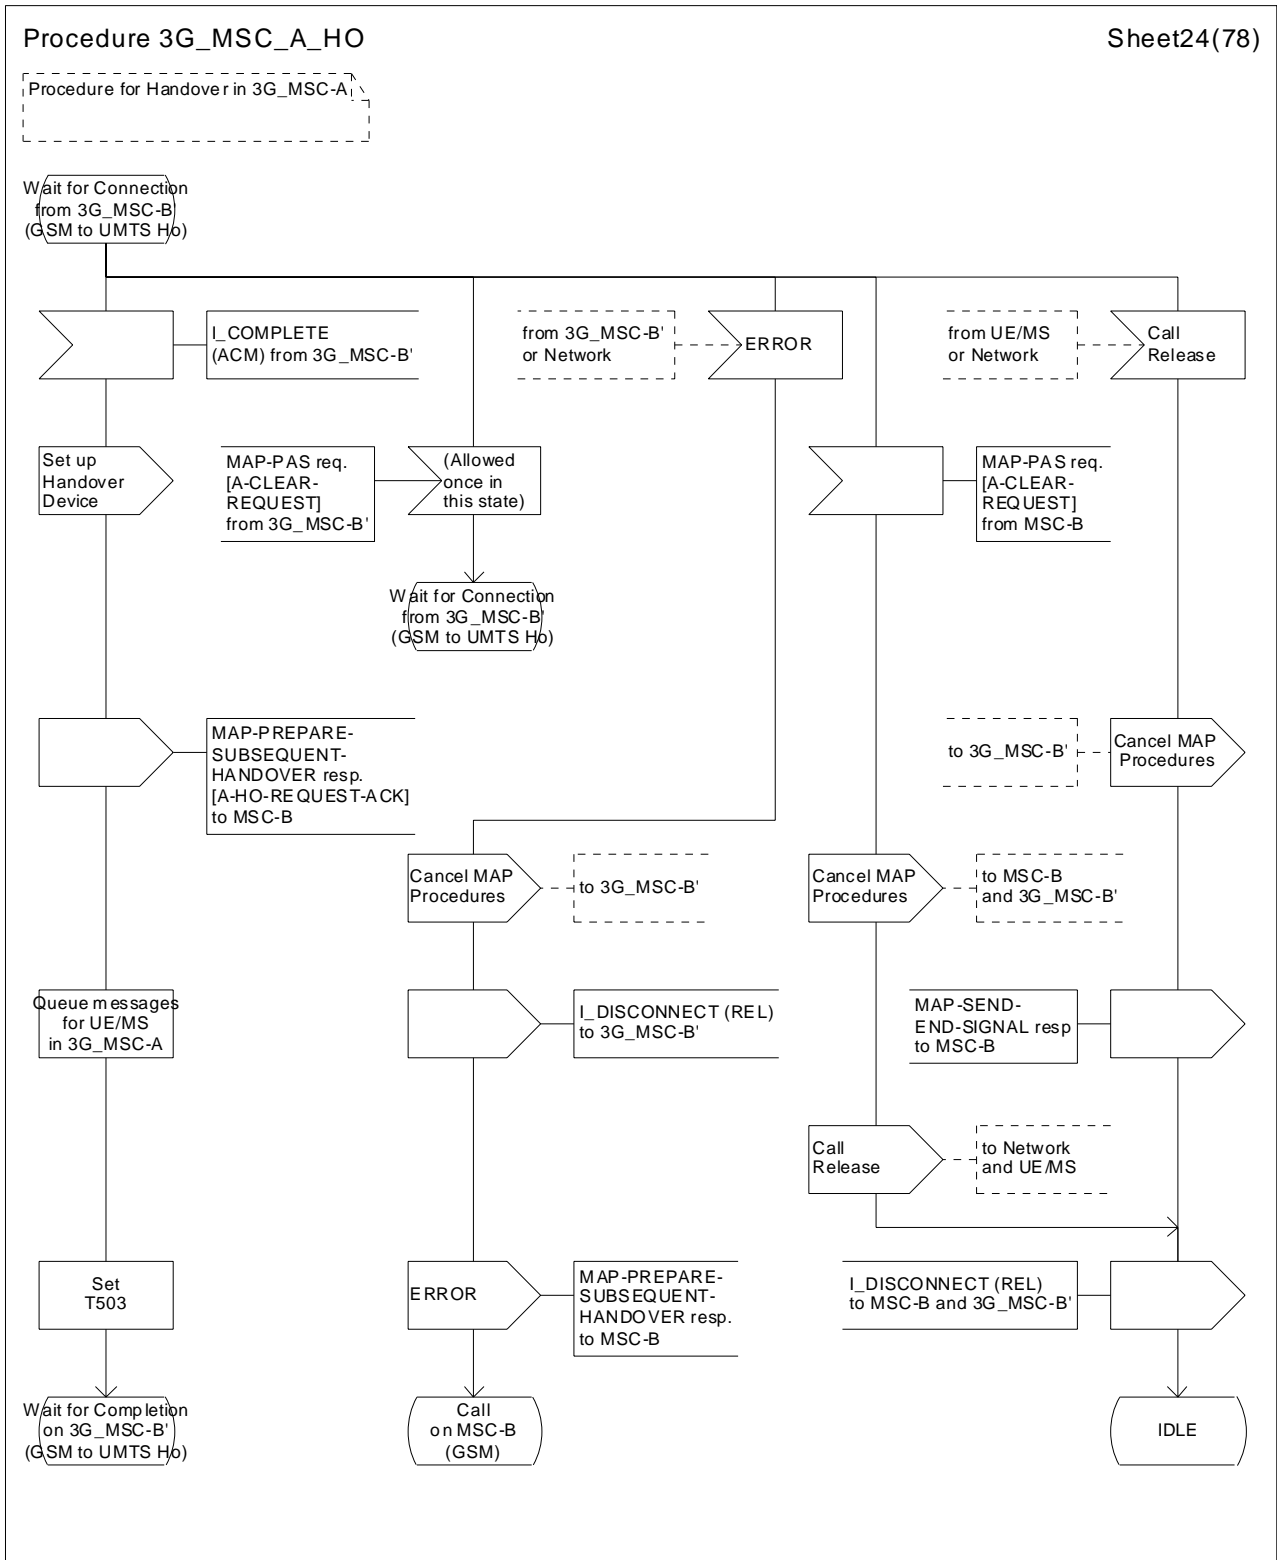 Procedure 3G_MSC_A_HO
Sheet24(78)
Procedure for Handover in 3G_MSC-A
Wait for Connection
from 3G_MSC-B'
(GSM to UMTS Ho)
I_COMPLETE
(ACM) from 3G_MSC-B'
from 3G_MSC-B'
or Network
ERROR
from UE/MS
or Network
Call
Release
Set up
Handover
Device
MAP-PAS req.
[A-CLEAR-
REQUEST]
from 3G_MSC-B'
(Allowed
once in
this state)
MAP-PAS req.
[A-CLEAR-
REQUEST]
from MSC-B
Wait for Connection
from 3G_MSC-B'
(GSM to UMTS Ho)
MAP-PREPARE-
SUBSEQUENT-
HANDOVER resp.
[A-HO-REQUEST-ACK]
to MSC-B
to 3G_MSC-B'
Cancel MAP
Procedures
Cancel MAP
Procedures
to 3G_MSC-B'
Cancel MAP
Procedures
to MSC-B
and 3G_MSC-B'
Queue messages
for UE/MS
in 3G_MSC-A
I_DISCONNECT (REL)
to 3G_MSC-B'
MAP-SEND-
END-SIGNAL resp
to MSC-B
Call
Release
to Network
and UE/MS
Set
T503
ERROR
MAP-PREPARE-
SUBSEQUENT-
HANDOVER resp.
to MSC-B
I_DISCONNECT (REL)
to MSC-B and 3G_MSC-B'
Wait for Completion
on 3G_MSC-B'
(GSM to UMTS Ho)
Call
on MSC-B
(GSM)
IDLE